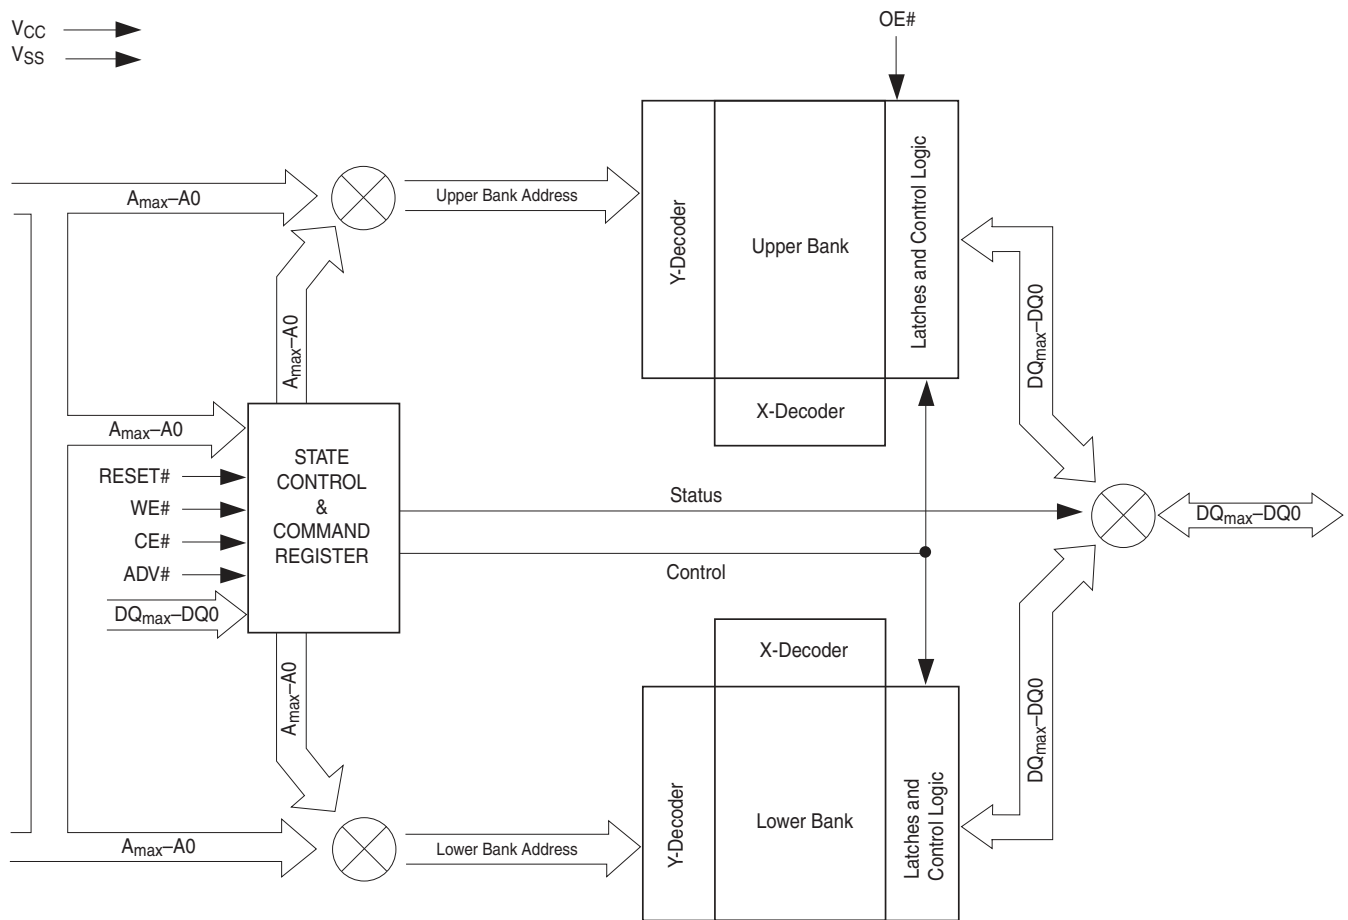 VCC
VSS
OE#
Amax–A0
Upper Bank Address
Y-Decoder
Upper Bank
Latches and Control Logic
X-Decoder
DQmax–DQ0
Amax–A0
Amax–A0
RESET#
WE#
CE#
ADV#
DQmax–DQ0
STATE
CONTROL
&
COMMAND
REGISTER
Status
Control
DQmax–DQ0
Amax–A0
X-Decoder
DQmax–DQ0
Y-Decoder
Lower Bank
Latches and
Control Logic
Amax–A0
Lower Bank Address